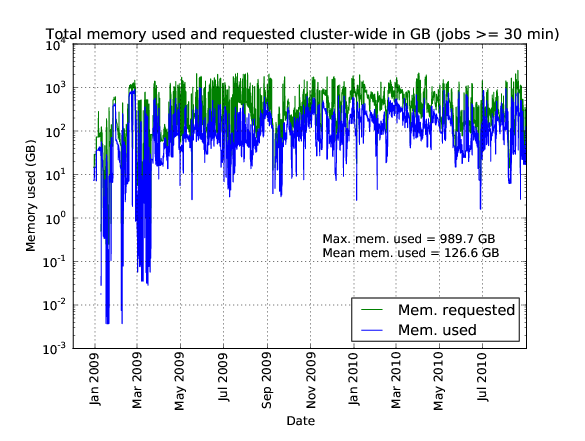 Total memory used and requested cluster-wide in GB (jobs >= 30 min)
10^4
10^3
10^2
10^1
10^0
10^-1
10^-2
10^-3
Memory used (GB)
Max. mem. used = 989.7 GB
Mean mem. used = 126.6 GB
Mem. requested
Mem. used
Jan 2009
Mar 2009
May 2009
Jul 2009
Sep 2009
Nov 2009
Jan 2010
Mar 2010
May 2010
Jul 2010
Date